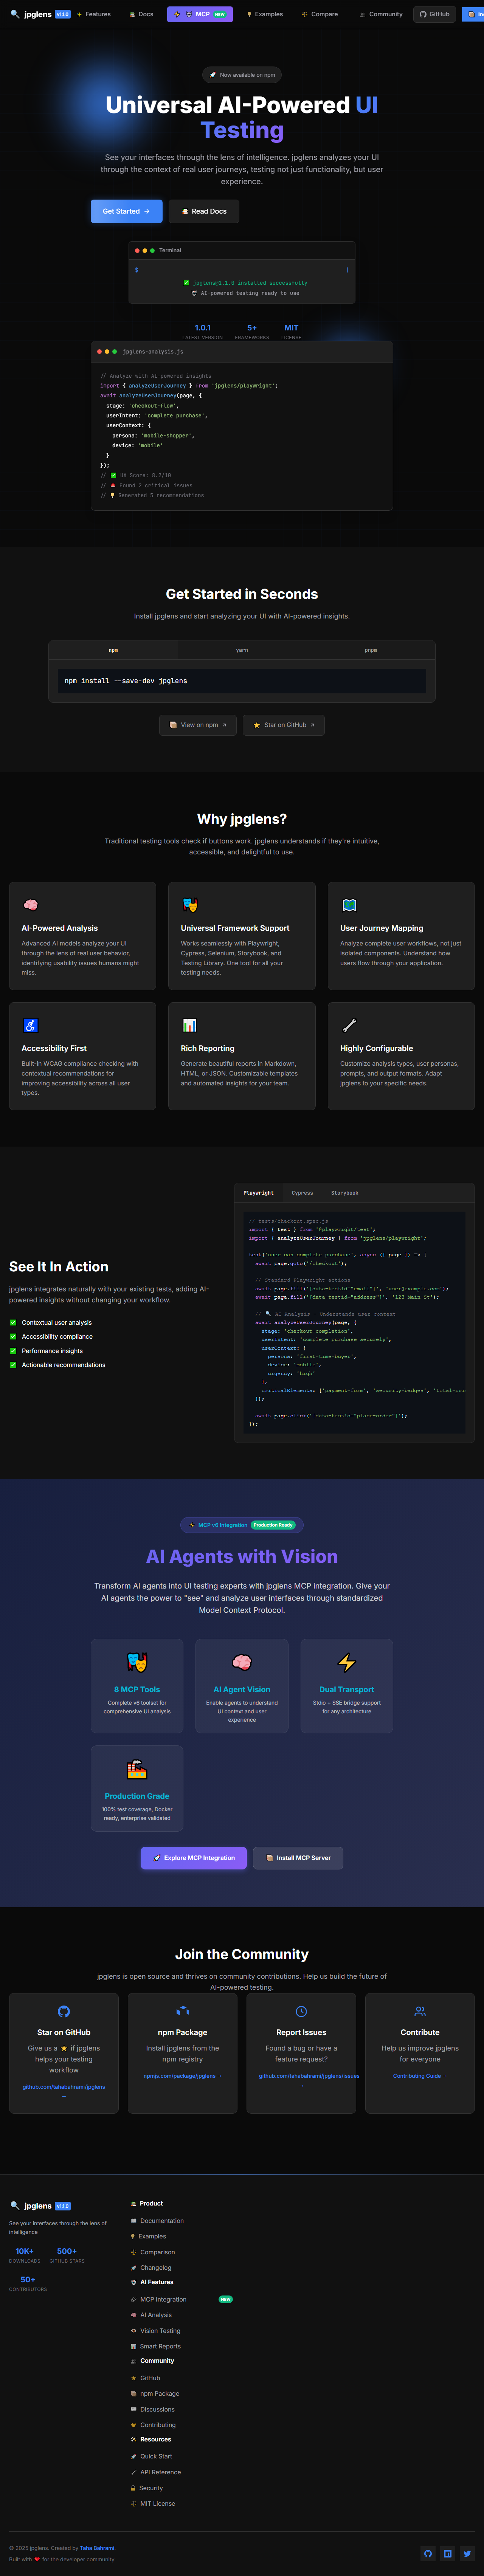 jpglens v1.1.0 Features Docs MCP NEW Examples Compare Community GitHub
Now available on npm
Universal AI-Powered UI
Testing
See your interfaces through the lens of intelligence. jpglens analyzes your UI
through the context of real user journeys, testing not just functionality, but user
experience.
Get Started →
Read Docs
Terminal
$
jpglens@1.1.0 installed successfully
AI-powered testing ready to use
1.0.1 5+ MIT
LATEST VERSION FRAMEWORKS LICENSE
jpglens-analysis.js
// Analyze with AI-powered insights
import { analyzeUserJourney } from 'jpglens/playwright';
await analyzeUserJourney(page, {
stage: 'checkout-flow',
userIntent: 'complete purchase',
userContext: {
persona: 'mobile-shopper',
device: 'mobile'
}
});
// ✅ UX Score: 8.2/10
// 🚨 Found 2 critical issues
// 💡 Generated 5 recommendations
Get Started in Seconds
Install jpglens and start analyzing your UI with AI-powered insights.
npm yarn pnpm
npm install --save-dev jpglens
View on npm ↗
Star on GitHub ↗
Why jpglens?
Traditional testing tools check if buttons work. jpglens understands if they're intuitive,
accessible, and delightful to use.
AI-Powered Analysis
Advanced AI models analyze your UI
through the lens of real user behavior,
identifying usability issues humans might
miss.
Universal Framework Support
Works seamlessly with Playwright,
Cypress, Selenium, Storybook, and
Testing Library. One tool for all your
testing needs.
User Journey Mapping
Analyze complete user workflows, not just
isolated components. Understand how
users flow through your application.
Accessibility First
Built-in WCAG compliance checking with
contextual recommendations for
improving accessibility across all user
types.
Rich Reporting
Generate beautiful reports in Markdown,
HTML, or JSON. Customizable templates
and automated insights for your team.
Highly Configurable
Customize analysis types, user personas,
prompts, and output formats. Adapt
jpglens to your specific needs.
See It In Action
jpglens integrates naturally with your existing tests, adding AI-
powered insights without changing your workflow.
Contextual user analysis
Accessibility compliance
Performance insights
Actionable recommendations
Playwright Cypress Storybook
// tests/checkout.spec.js
import { test } from '@playwright/test';
import { analyzeUserJourney } from 'jpglens/playwright';
test('user can complete purchase', async ({ page }) => {
await page.goto('/checkout');
// Standard Playwright actions
await page.fill('[data-testid="email"]', 'user@example.com');
await page.fill('[data-testid="address"]', '123 Main St');
// 🔍 AI Analysis - Understands user context
await analyzeUserJourney(page, {
stage: 'checkout-completion',
userIntent: 'complete purchase securely',
userContext: {
persona: 'first-time-buyer',
device: 'mobile',
urgency: 'high'
},
criticalElements: ['payment-form', 'security-badges', 'total-pri
});
await page.click('[data-testid="place-order"]');
});
MCP v6 Integration Production Ready
AI Agents with Vision
Transform AI agents into UI testing experts with jpglens MCP integration. Give your
AI agents the power to "see" and analyze user interfaces through standardized
Model Context Protocol.
8 MCP Tools
Complete v6 toolset for
comprehensive UI analysis
AI Agent Vision
Enable agents to understand
UI context and user
experience
Dual Transport
Stdio + SSE bridge support
for any architecture
Production Grade
100% test coverage, Docker
ready, enterprise validated
Explore MCP Integration
Install MCP Server
Join the Community
jpglens is open source and thrives on community contributions. Help us build the future of
AI-powered testing.
Star on GitHub
Give us a ⭐ if jpglens
helps your testing
workflow
github.com/tahabahrami/jpglens
→
npm Package
Install jpglens from the
npm registry
npmjs.com/package/jpglens →
Report Issues
Found a bug or have a
feature request?
github.com/tahabahrami/jpglens/issues
→
Contribute
Help us improve jpglens
for everyone
Contributing Guide →
jpglens v1.1.0
See your interfaces through the lens of
intelligence
10K+ 500+
DOWNLOADS GITHUB STARS
50+
CONTRIBUTORS
Product
Documentation
Examples
Comparison
Changelog
AI Features
MCP Integration NEW
AI Analysis
Vision Testing
Smart Reports
Community
GitHub
npm Package
Discussions
Contributing
Resources
Quick Start
API Reference
Security
MIT License
© 2025 jpglens. Created by Taha Bahrami.
Built with ❤️ for the developer community